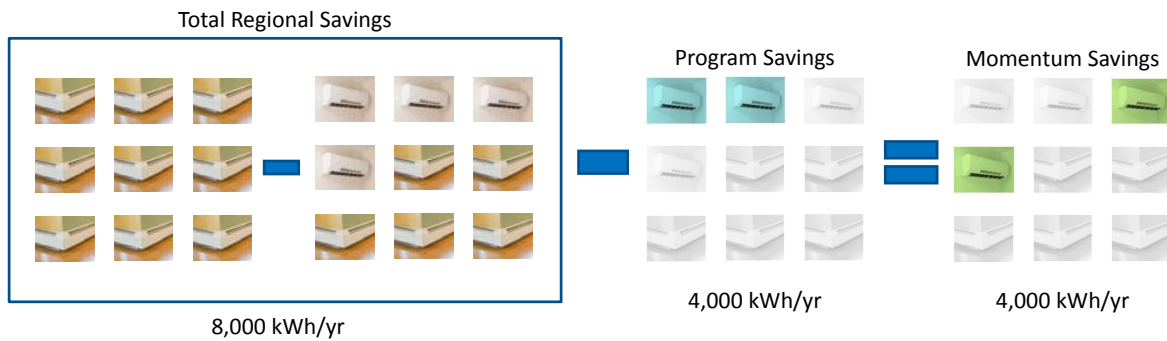 Total Regional Savings
Program Savings
Momentum Savings
4,000 kWh/yr
4,000 kWh/yr
8,000 kWh/yr